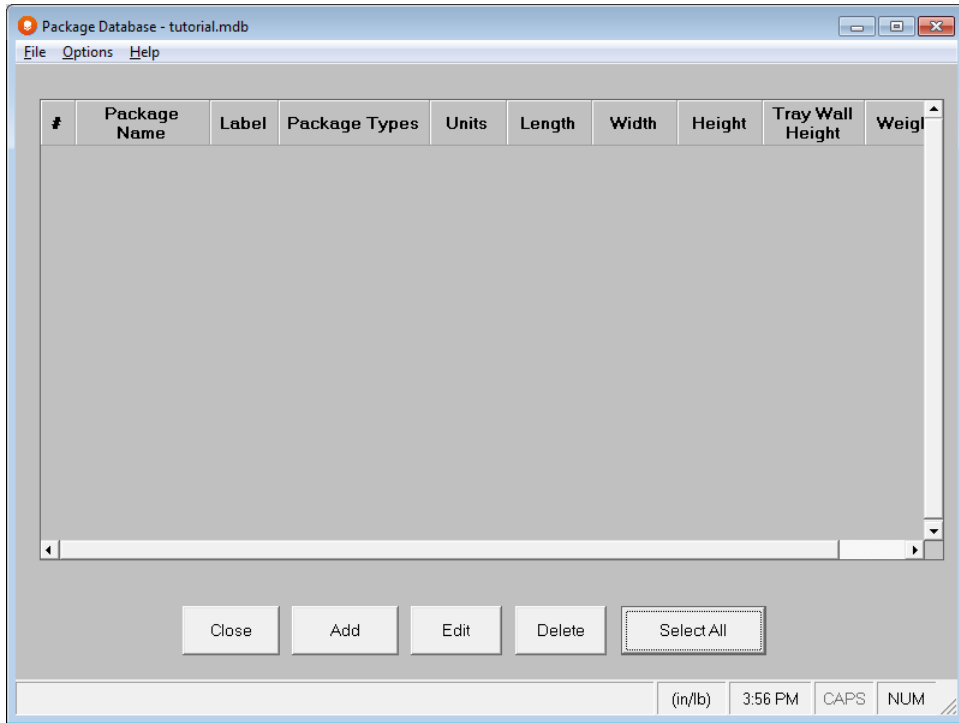 Package Database - tutorial.mdb
File Options Help
# Package Name Label Package Types Units Length Width Height Tray Wall Height Weigh
Close Add Edit Delete Select All
(in/lb) 3:56 PM CAPS NUM